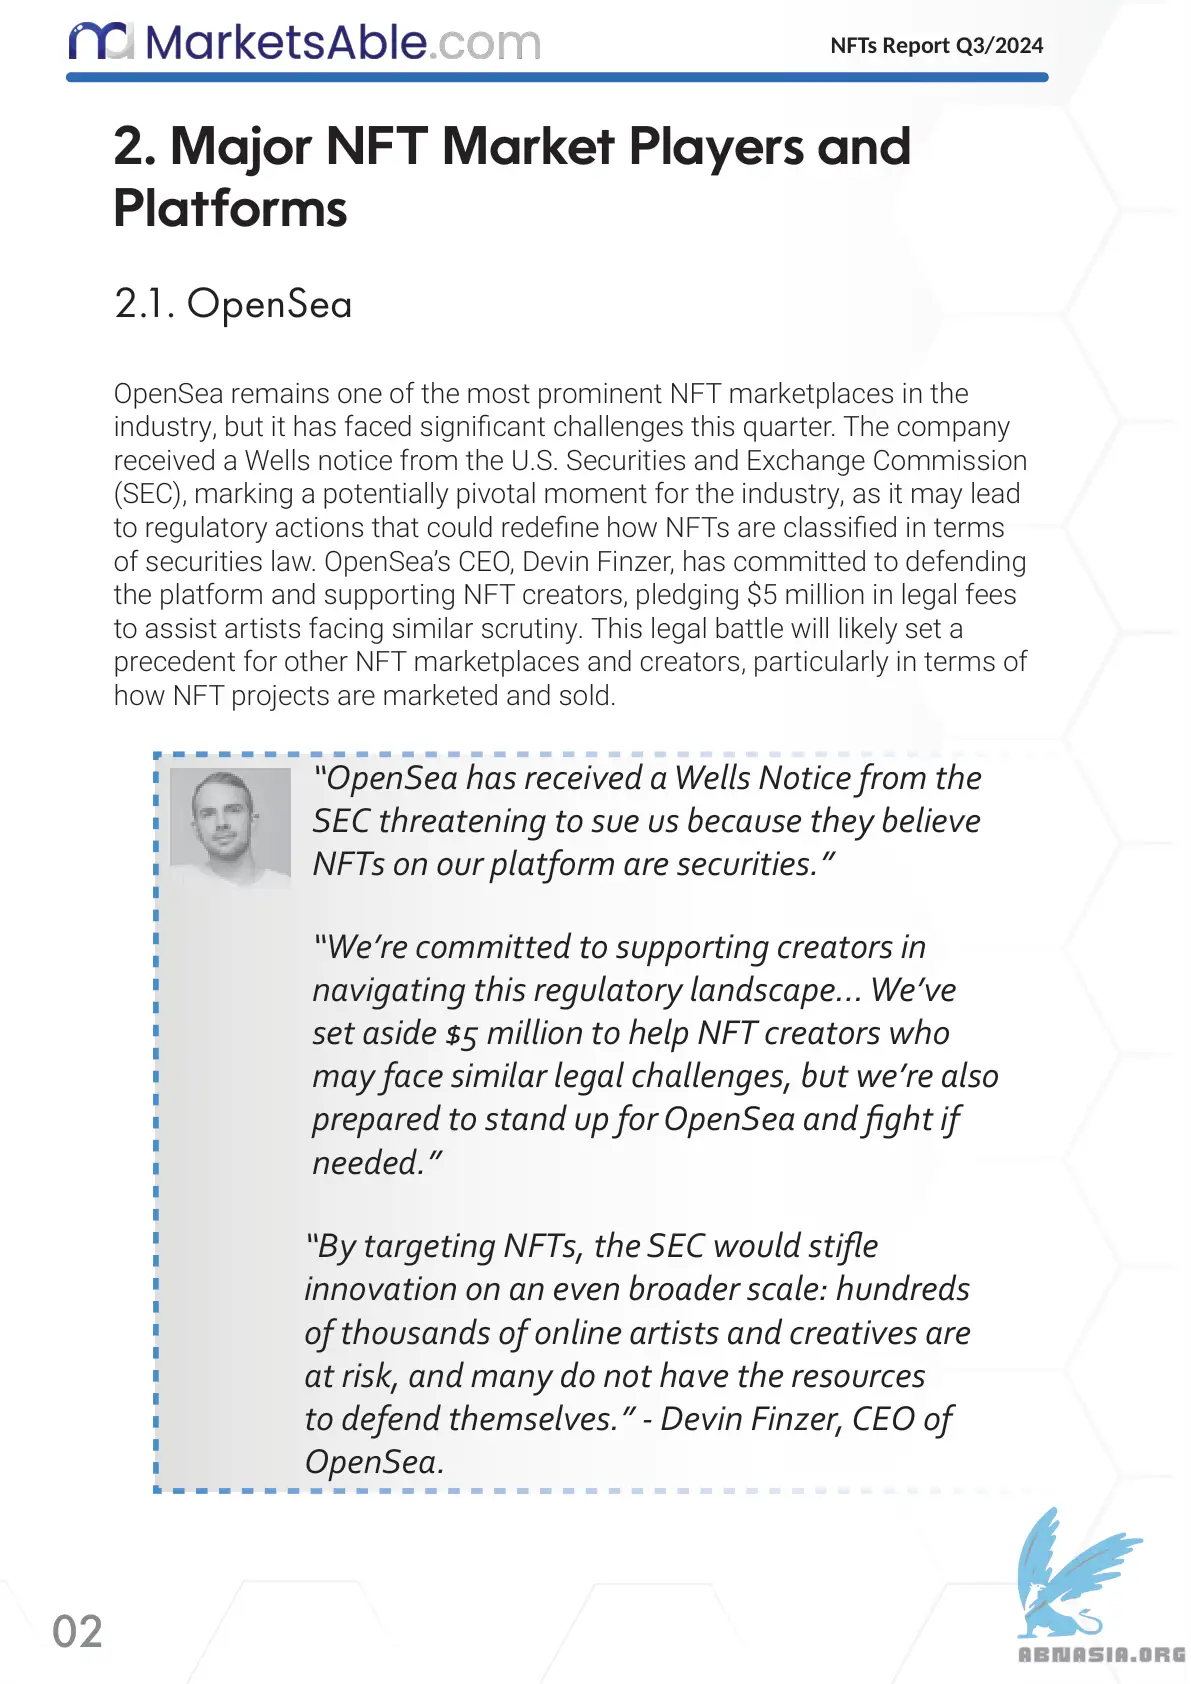 MarketsAble.com
NFTs Report Q3/2024
2. Major NFT Market Players and
Platforms
2.1. OpenSea
OpenSea remains one of the most prominent NFT marketplaces in the
industry, but it has faced significant challenges this quarter. The company
received a Wells notice from the U.S. Securities and Exchange Commission
(SEC), marking a potentially pivotal moment for the industry, as it may lead
to regulatory actions that could redefine how NFTs are classified in terms
of securities law. OpenSea’s CEO, Devin Finzer, has committed to defending
the platform and supporting NFT creators, pledging $5 million in legal fees
to assist artists facing similar scrutiny. This legal battle will likely set a
precedent for other NFT marketplaces and creators, particularly in terms of
how NFT projects are marketed and sold.
“OpenSea has received a Wells Notice from the
SEC threatening to sue us because they believe
NFTs on our platform are securities.”
“We’re committed to supporting creators in
navigating this regulatory landscape... We’ve
set aside $5 million to help NFT creators who
may face similar legal challenges, but we’re also
prepared to stand up for OpenSea and fight if
needed.”
“By targeting NFTs, the SEC would stifle
innovation on an even broader scale: hundreds
of thousands of online artists and creatives are
at risk, and many do not have the resources
to defend themselves.” - Devin Finzer, CEO of
OpenSea.
02
ABNASIA.ORG